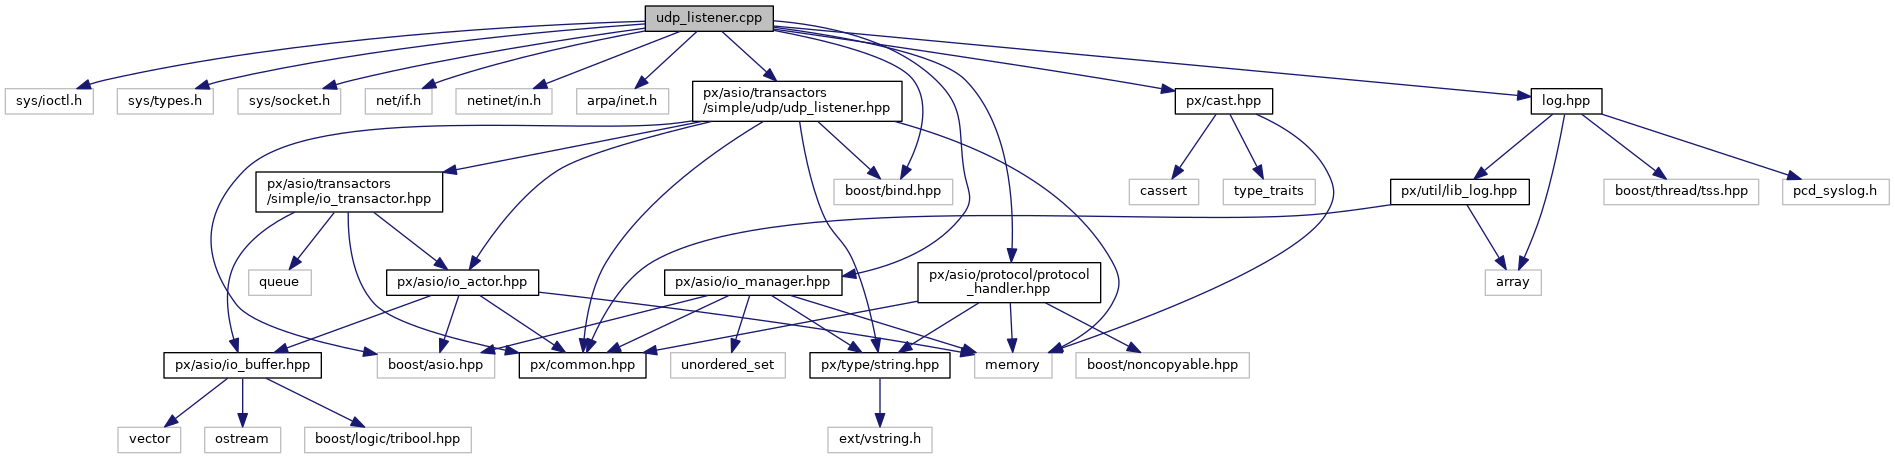 udp_listener.cpp
sys/ioctl.h
sys/types.h
sys/socket.h
net/if.h
netinet/in.h
arpa/inet.h
px/asio/transactors
/simple/udp/udp_listener.hpp
px/cast.hpp
log.hpp
px/asio/transactors
/simple/io_transactor.hpp
boost/bind.hpp
cassert
type_traits
px/util/lib_log.hpp
boost/thread/tss.hpp
pcd_syslog.h
queue
px/asio/io_actor.hpp
px/asio/io_manager.hpp
px/asio/protocol/protocol
_handler.hpp
array
px/asio/io_buffer.hpp
boost/asio.hpp
px/common.hpp
unordered_set
px/type/string.hpp
memory
boost/noncopyable.hpp
vector
ostream
boost/logic/tribool.hpp
ext/vstring.h